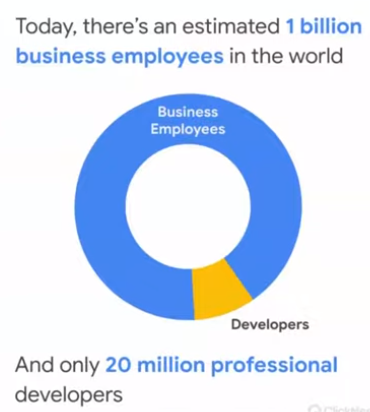 Today, there's an estimated 1 billion
business employees in the world
Business
Employees
Developers
And only 20 million professional
developers